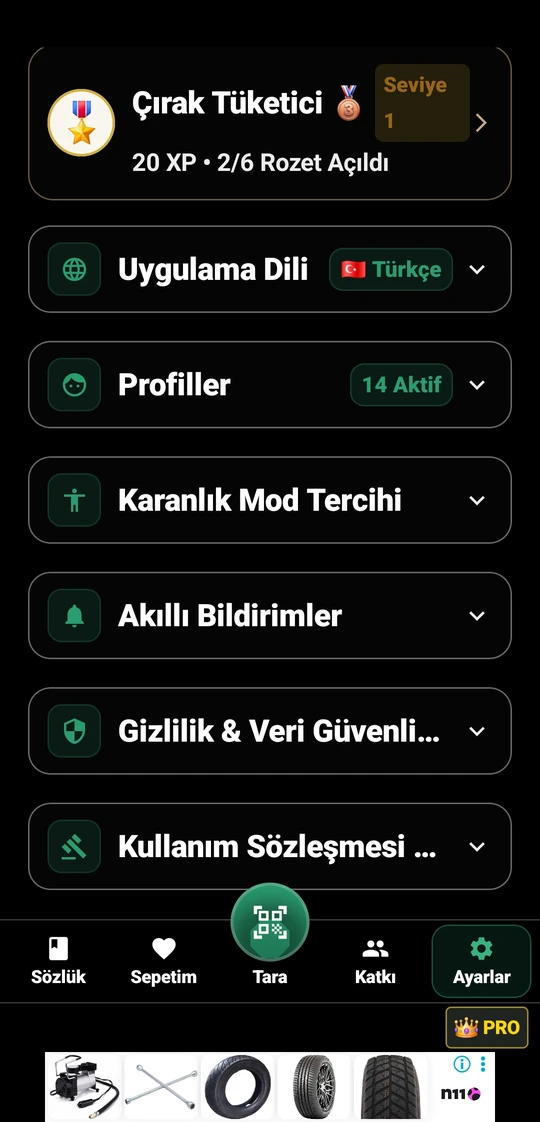 Çırak Tüketici
Seviye
1
20 XP • 2/6 Rozet Açıldı
Uygulama Dili
Türkçe
Profiller
14 Aktif
Karanlık Mod Tercihi
Akıllı Bildirimler
Gizlilik & Veri Güvenli...
Kullanım Sözleşmesi ...
Sözlük
Sepetim
Tara
Katkı
Ayarlar
PRO
n11